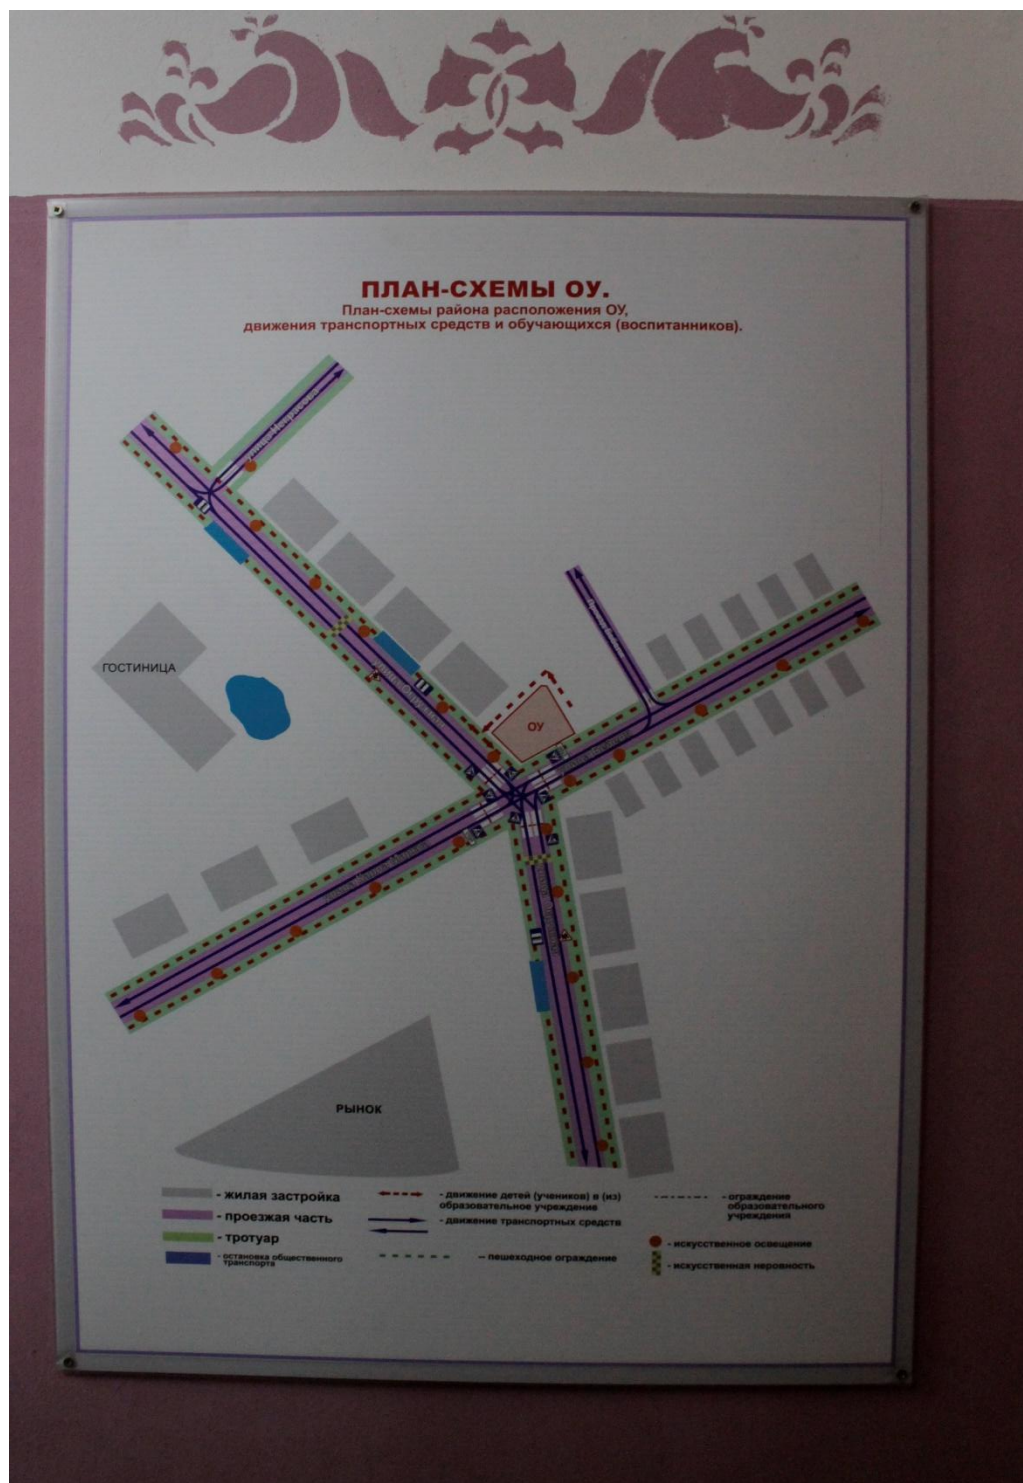 ПЛАН-СХЕМЫ ОУ.
План-схемы района расположения ОУ,
движения транспортных средств и обучающихся (воспитанников).
ГОСТИНИЦА
ОУ
РЫНОК
- жилая застройка
- проезжая часть
- тротуар
- остановка общественного
транспорта
- движение детей (учеников) в (из)
образовательное учреждение
- движение транспортных средств
-- пешеходное ограждение
- ограждение
образовательного
учреждения
- искусственное освещение
- искусственная неровность